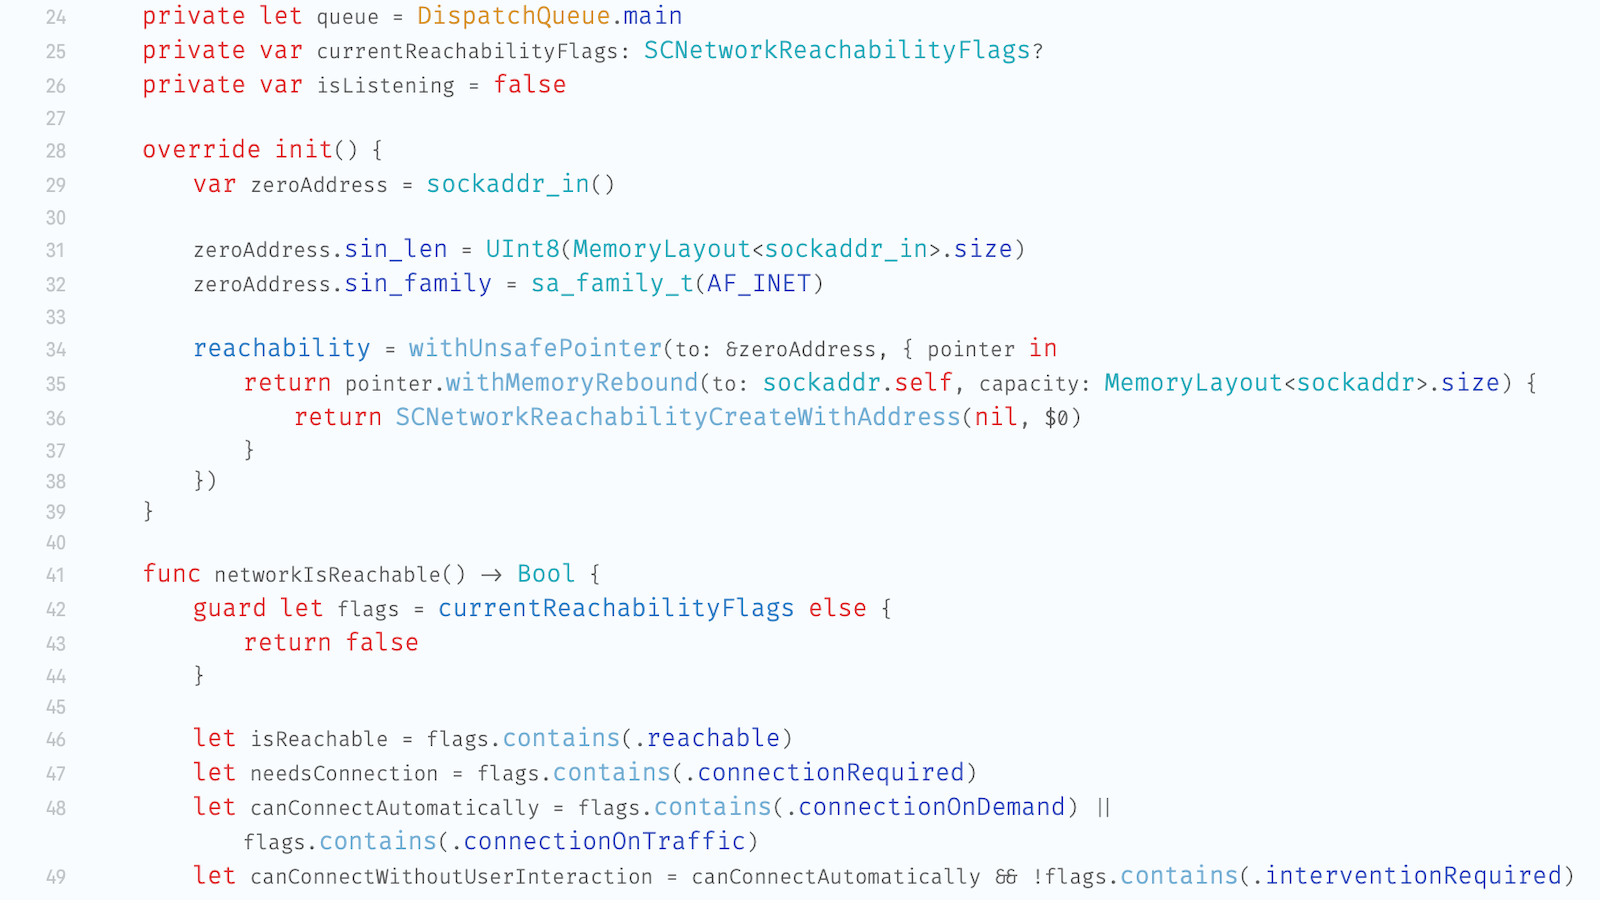 24 private let queue = DispatchQueue.main
25 private var currentReachabilityFlags: SCNetworkReachabilityFlags?
26 private var isListening = false
27
28 override init() {
29 var zeroAddress = sockaddr_in()
30
31 zeroAddress.sin_len = UInt8(MemoryLayout<sockaddr_in>.size)
32 zeroAddress.sin_family = sa_family_t(AF_INET)
33
34 reachability = withUnsafePointer(to: &zeroAddress, { pointer in
35 return pointer.withMemoryRebound(to: sockaddr.self, capacity: MemoryLayout<sockaddr>.size) {
36 return SCNetworkReachabilityCreateWithAddress(nil, $0)
37 }
38 })
39 }
40
41 func networkIsReachable() -> Bool {
42 guard let flags = currentReachabilityFlags else {
43 return false
44 }
45
46 let isReachable = flags.contains(.reachable)
47 let needsConnection = flags.contains(.connectionRequired)
48 let canConnectAutomatically = flags.contains(.connectionOnDemand) ||
flags.contains(.connectionOnTraffic)
49 let canConnectWithoutUserInteraction = canConnectAutomatically && !flags.contains(.interventionRequired)